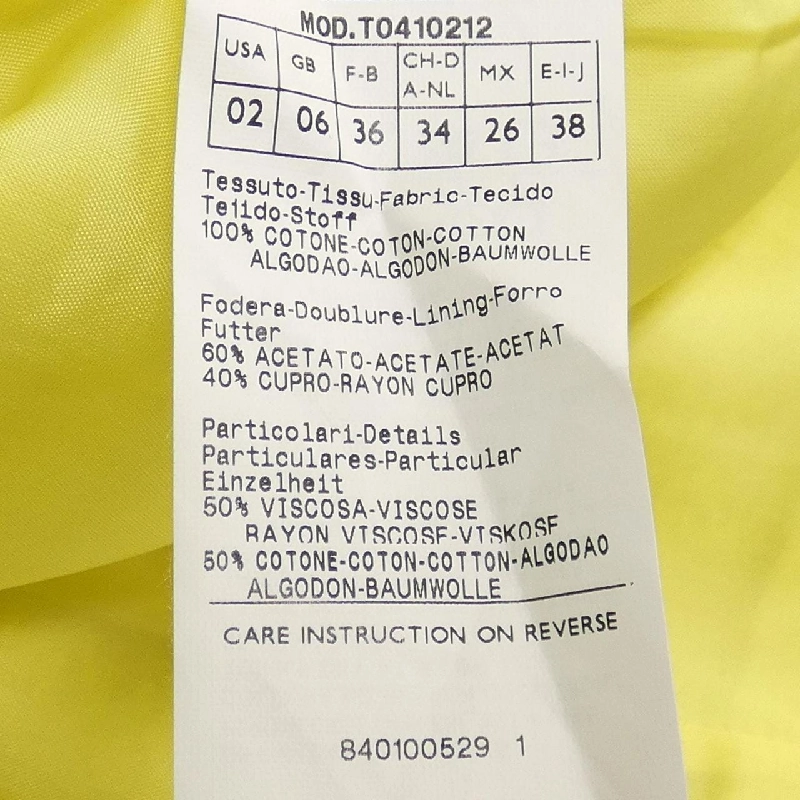 MOD.T0410212
USA GB F-B CH-D A-NL MX E-I-J
02 06 36 34 26 38
Tessuto-Tissu-Fabric-Tecido
Tejido-Stoff
100% COTONE-COTON-COTTON
ALGODAO-ALGODON-BAUMWOLLE
Fodera-Doublure-Lining-Forro
Futter
60% ACETATO-ACETATE-ACETAT
40% CUPRO-RAYON CUPRO
Particolari-Details
Particulares-Particular
Einzelheit
50% VISCOSA-VISCOSE
RAYON VISCOSE-VISKOSE
50% COTONE-COTON-COTTON-ALGODAO
ALGODON-BAUMWOLLE
CARE INSTRUCTION ON REVERSE
840100529 1